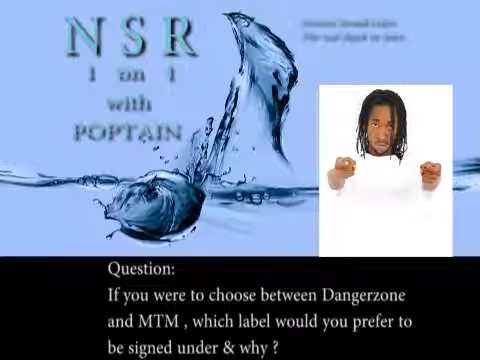 N S R
1 on 1
with
POPTAIN
Question:
If you were to choose between Dangerzone
and MTM , which label would you prefer to
be signed under & why ?